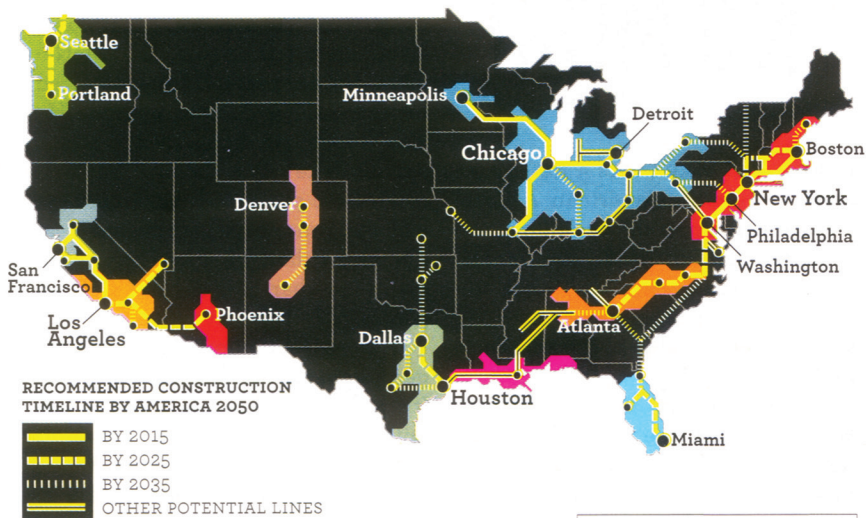 Seattle
Portland
Minneapolis
Detroit
Chicago
Boston
Denver
New York
Philadelphia
San
Francisco
Washington
Los
Angeles
Phoenix
Atlanta
Dallas
Houston
Miami
RECOMMENDED CONSTRUCTION
TIMELINE BY AMERICA 2050
BY 2015
BY 2025
BY 2035
OTHER POTENTIAL LINES